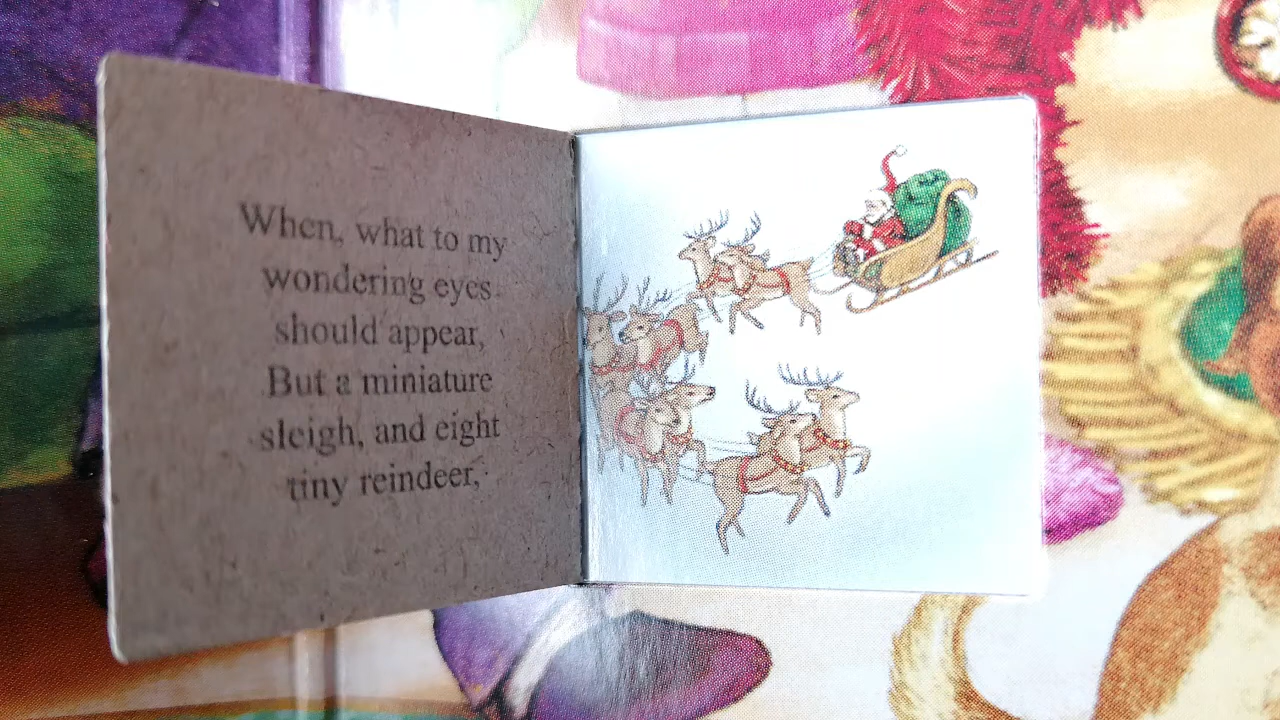 When, what to my
wondering eyes
should appear,
But a miniature
sleigh, and eight
tiny reindeer,